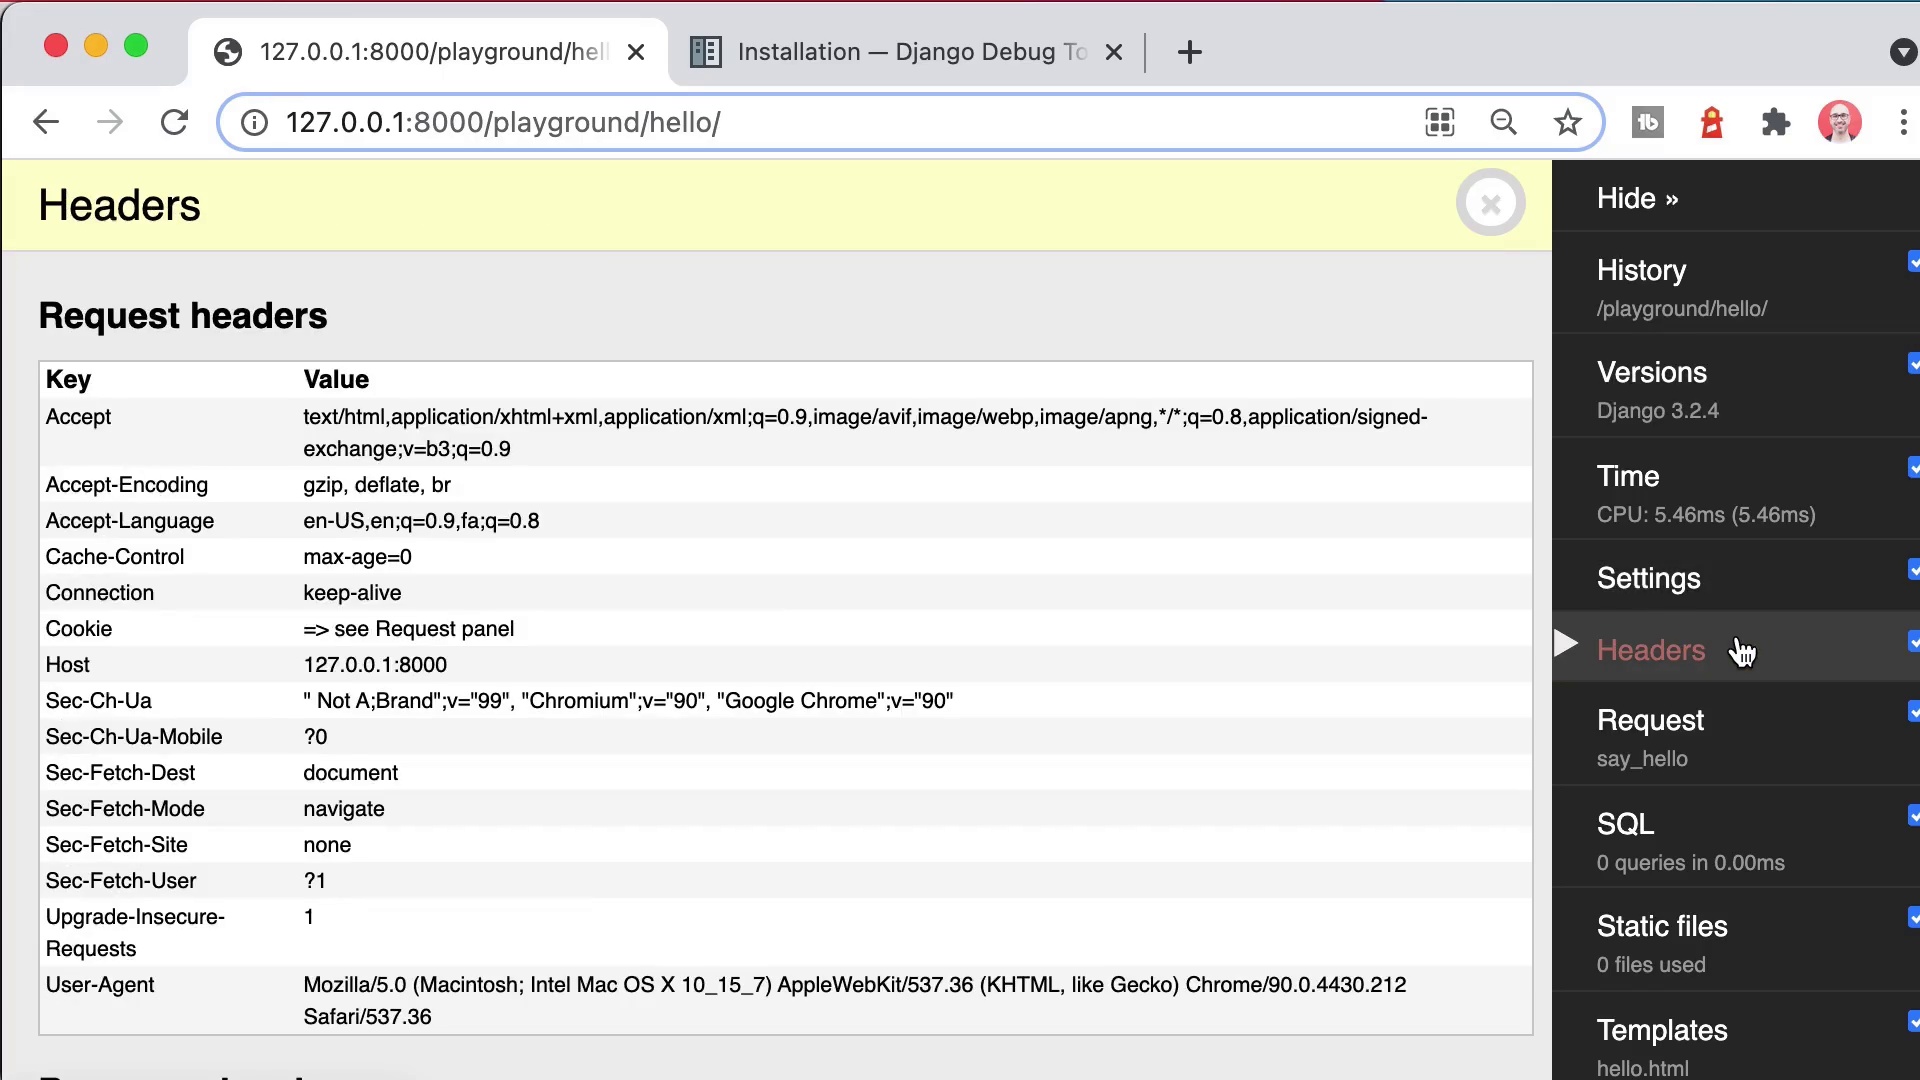 127.0.0.1:8000/playground/hell
Installation — Django Debug To
127.0.0.1:8000/playground/hello/
Headers
Request headers
Key Value
Accept text/html,application/xhtml+xml,application/xml;q=0.9,image/avif,image/webp,image/apng,*/*;q=0.8,application/signed-
exchange;v=b3;q=0.9
Accept-Encoding gzip, deflate, br
Accept-Language en-US,en;q=0.9,fa;q=0.8
Cache-Control max-age=0
Connection keep-alive
Cookie => see Request panel
Host 127.0.0.1:8000
Sec-Ch-Ua " Not A;Brand";v="99", "Chromium";v="90", "Google Chrome";v="90"
Sec-Ch-Ua-Mobile ?0
Sec-Fetch-Dest document
Sec-Fetch-Mode navigate
Sec-Fetch-Site none
Sec-Fetch-User ?1
Upgrade-Insecure- 1
Requests
User-Agent Mozilla/5.0 (Macintosh; Intel Mac OS X 10_15_7) AppleWebKit/537.36 (KHTML, like Gecko) Chrome/90.0.4430.212
Safari/537.36
Hide »
History
/playground/hello/
Versions
Django 3.2.4
Time
CPU: 5.46ms (5.46ms)
Settings
Headers
Request
say_hello
SQL
0 queries in 0.00ms
Static files
0 files used
Templates
hello.html